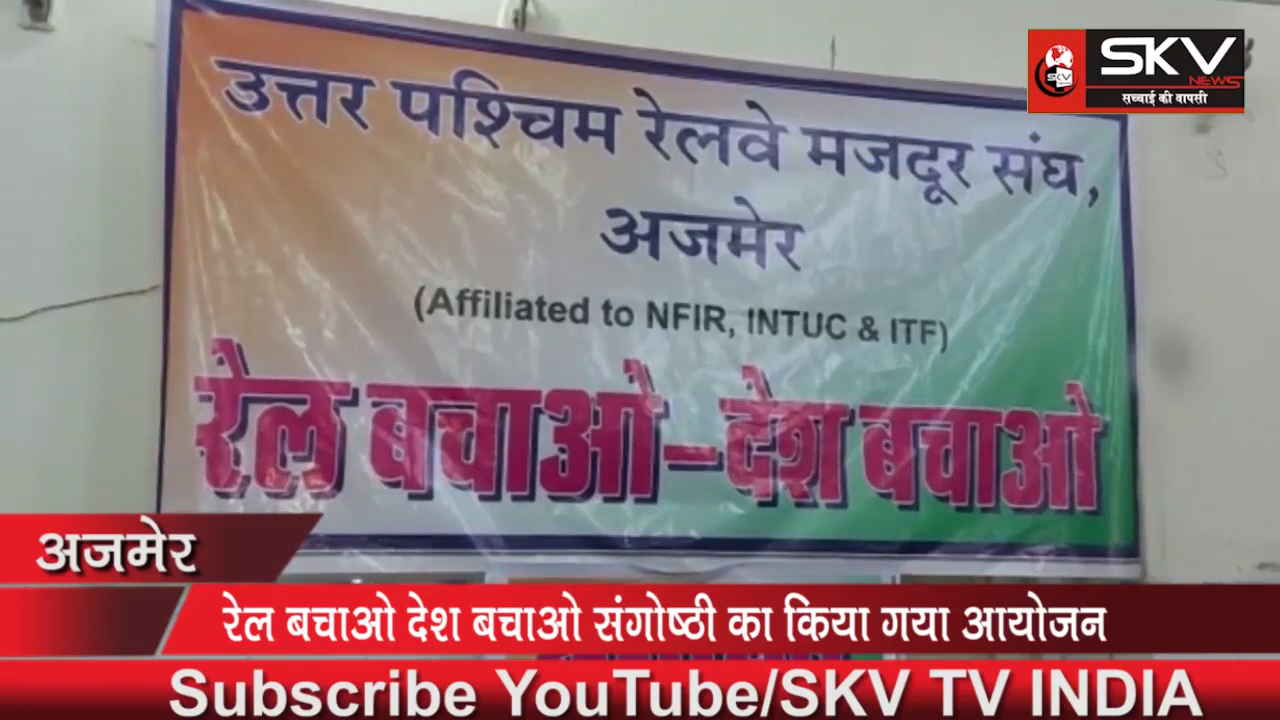 SKV
SKV
NEWS
सच्चाई की वापसी
उत्तर पश्चिम रेलवे मजदूर संघ,
अजमेर
(Affiliated to NFIR, INTUC & ITF)
रेल बचाओ-देश बचाओ
अजमेर
रेल बचाओ देश बचाओ संगोष्ठी का किया गया आयोजन
Subscribe YouTube/SKV TV INDIA